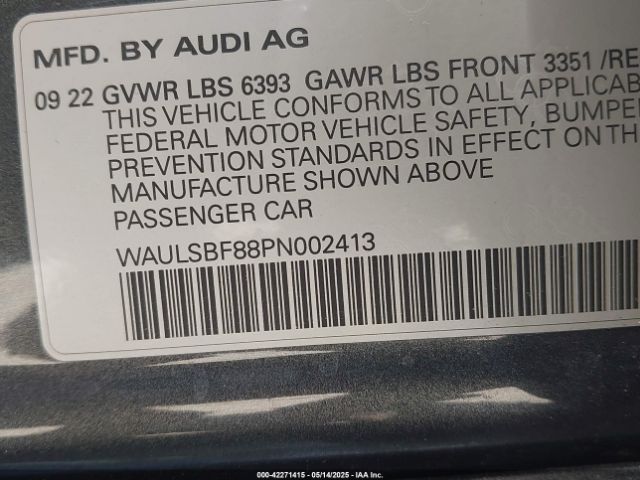 MFD. BY AUDI AG
09 22 GVWR LBS 6393 GAWR LBS FRONT 3351 /RE
THIS VEHICLE CONFORMS TO ALL APPLICAB
FEDERAL MOTOR VEHICLE SAFETY, BUMPE
PREVENTION STANDARDS IN EFFECT ON TH
MANUFACTURE SHOWN ABOVE
PASSENGER CAR
WAULSBF88PN002413
000-42271415 - 05/14/2025 - IAA Inc.